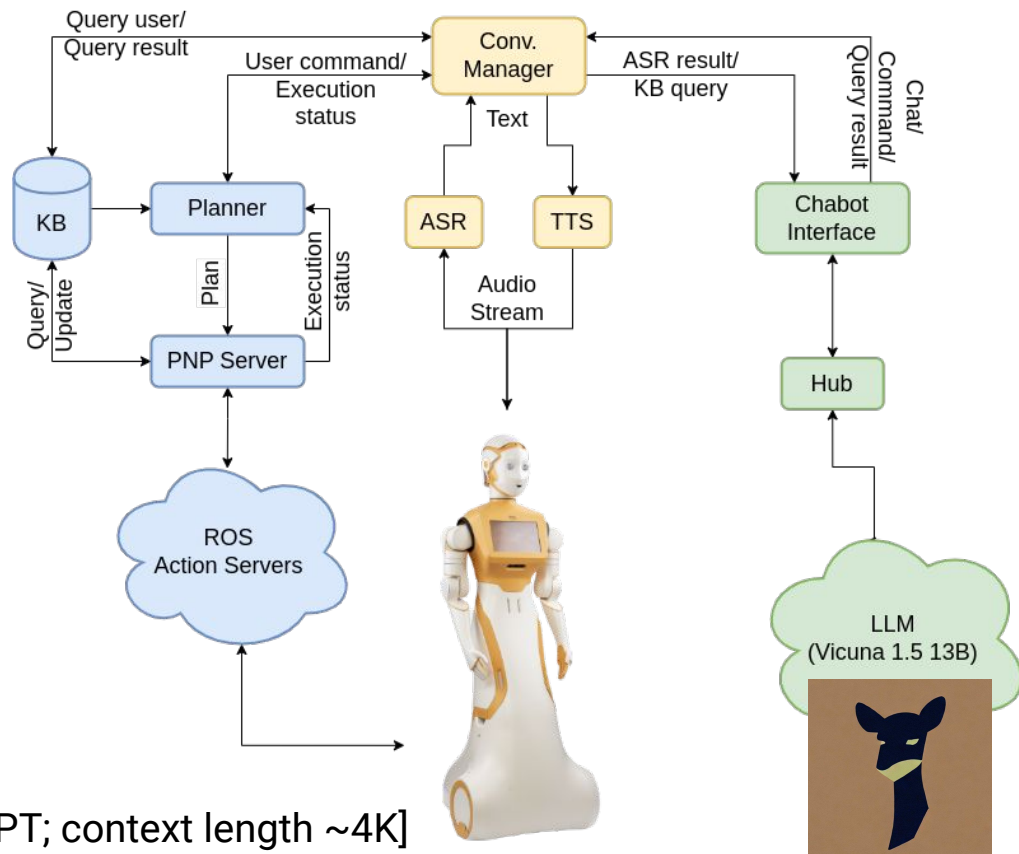 Query user/
Query result
User command/
Execution
status
Conv.
Manager
ASR result/
KB query
Chat/
Command/
Query result
Text
KB
Planner
ASR
TTS
Chabot
Interface
Query/
Update
Plan
Execution
status
Audio
Stream
PNP Server
Hub
ROS
Action Servers
LLM
(Vicuna 1.5 13B)
PT; context length ~4K]